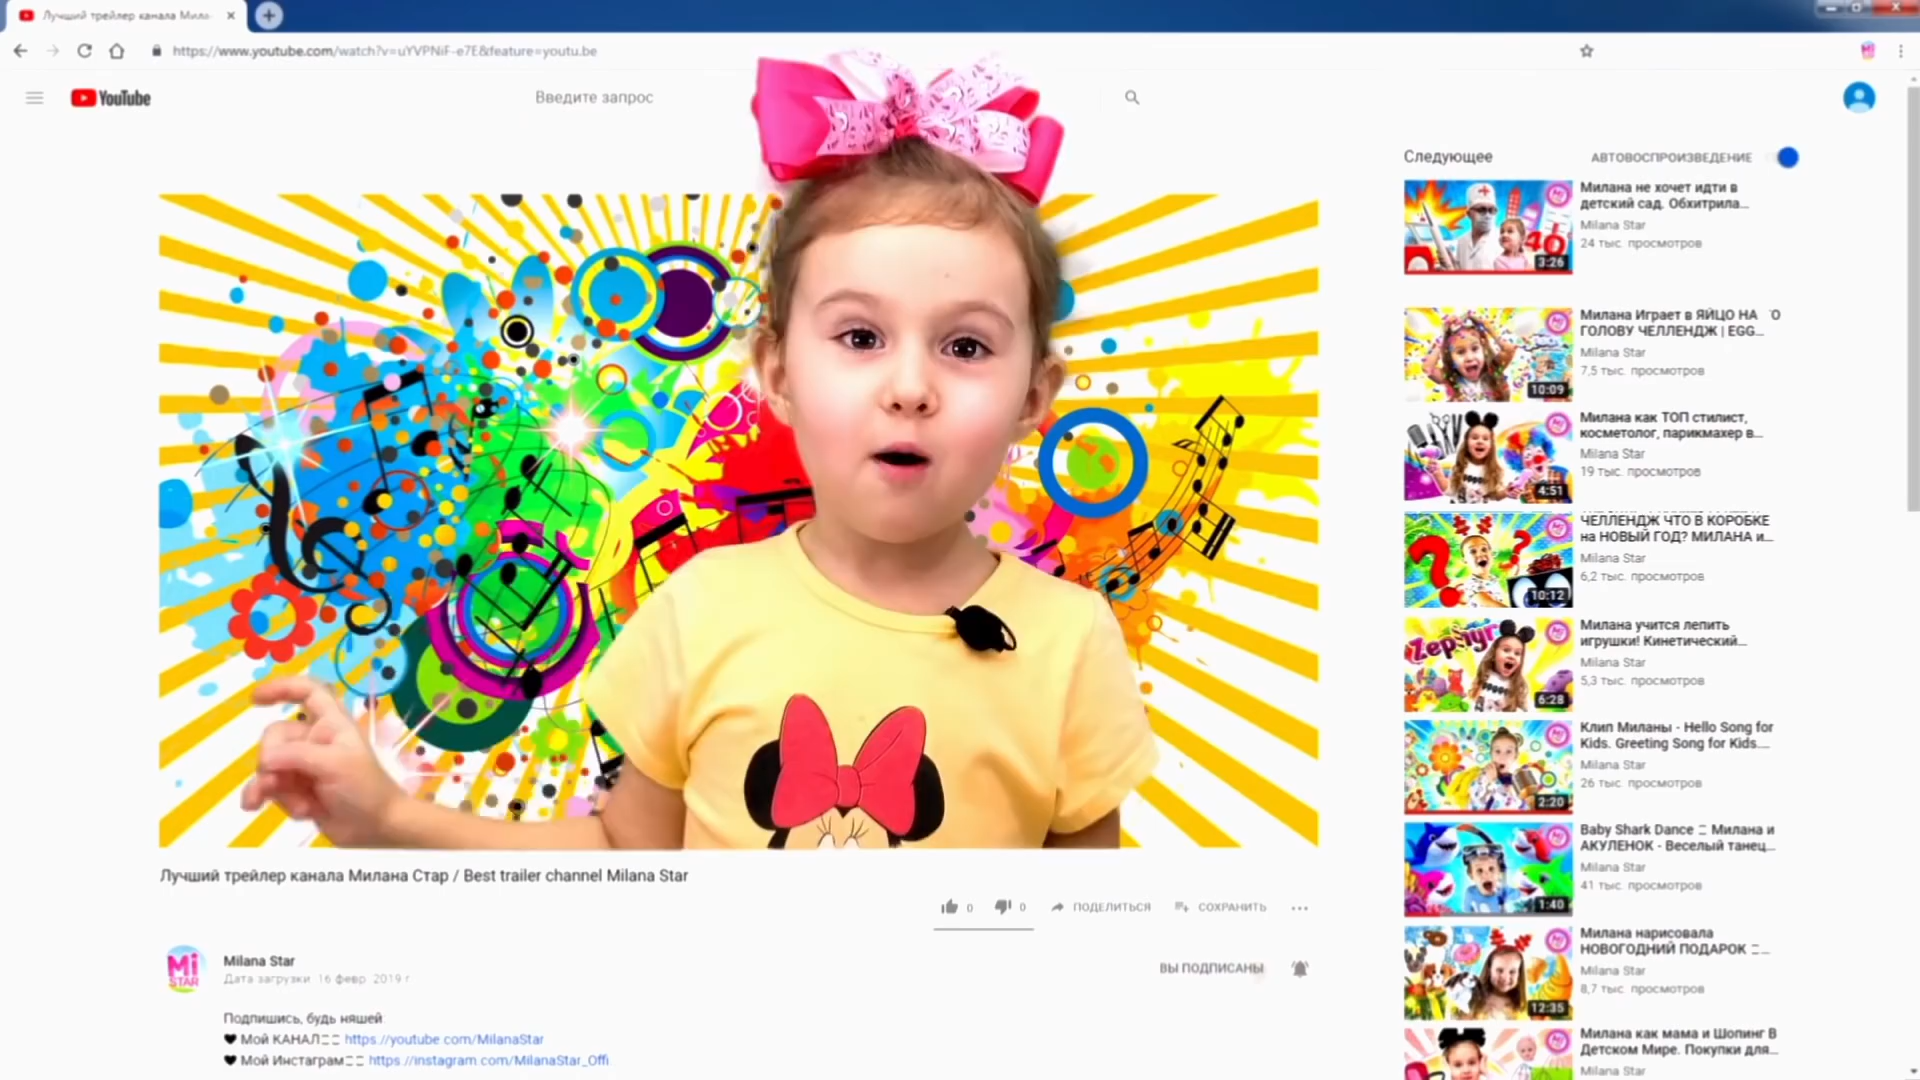 Лучший трейлер канала Мила
https://www.youtube.com/watch?v=uYVPNiF-e7E&feature=youtu.be
YouTube
Введите запрос
Следующее
АВТОВОСПРОИЗВЕДЕНИЕ
40
3:26
Милана не хочет идти в
детский сад. Обхитрила...
Milana Star
24 тыс. просмотров
10:09
Милана Играет в ЯЙЦО НА
ГОЛОВУ ЧЕЛЛЕНДЖ | EGG...
Milana Star
7,5 тыс. просмотров
4:51
Милана как ТОП стилист,
косметолог, парикмахер в...
Milana Star
19 тыс. просмотров
10:12
ЧЕЛЛЕНДЖ ЧТО В КОРОБКЕ
на НОВЫЙ ГОД? МИЛАНА и...
Milana Star
6,2 тыс. просмотров
Zephyr
6:28
Милана учится лепить
игрушки! Кинетический...
Milana Star
5,3 тыс. просмотров
2:20
Клип Миланы - Hello Song for
Kids. Greeting Song for Kids....
Milana Star
26 тыс. просмотров
1:40
Baby Shark Dance Милана и
АКУЛЕНОК - Веселый танец...
Milana Star
41 тыс. просмотров
12:35
Милана нарисовала
НОВОГОДНИЙ ПОДАРОК ...
Milana Star
8,7 тыс. просмотров
Милана как мама и Шопинг В
Детском Мире. Покупки для...
Milana Star
Лучший трейлер канала Милана Стар / Best trailer channel Milana Star
0 0 ПОДЕЛИТЬСЯ СОХРАНИТЬ
Mi
STAR
Milana Star
Дата загрузки: 16 февр. 2019 г.
ВЫ ПОДПИСАНЫ
Подпишись, будь няшей:
♥ Мой КАНАЛ https://youtube.com/MilanaStar
♥ Мой Инстаграм https://instagram.com/MilanaStar_Offi